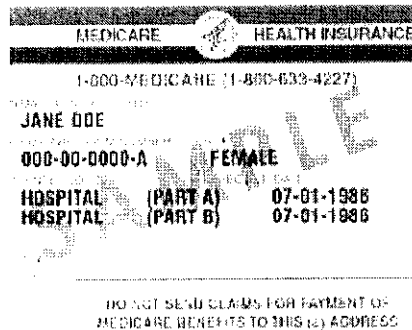 MEDICARE HEALTH INSURANCE
1-800-MEDICARE (1-800-633-4227)
JANE DOE
000-00-0000-A FEMALE
HOSPITAL (PART A) 07-01-1986
HOSPITAL (PART B) 07-01-1986
SAMPLE
DO NOT SEND CLAIMS FOR PAYMENT OF
MEDICARE BENEFITS TO THIS ADDRESS